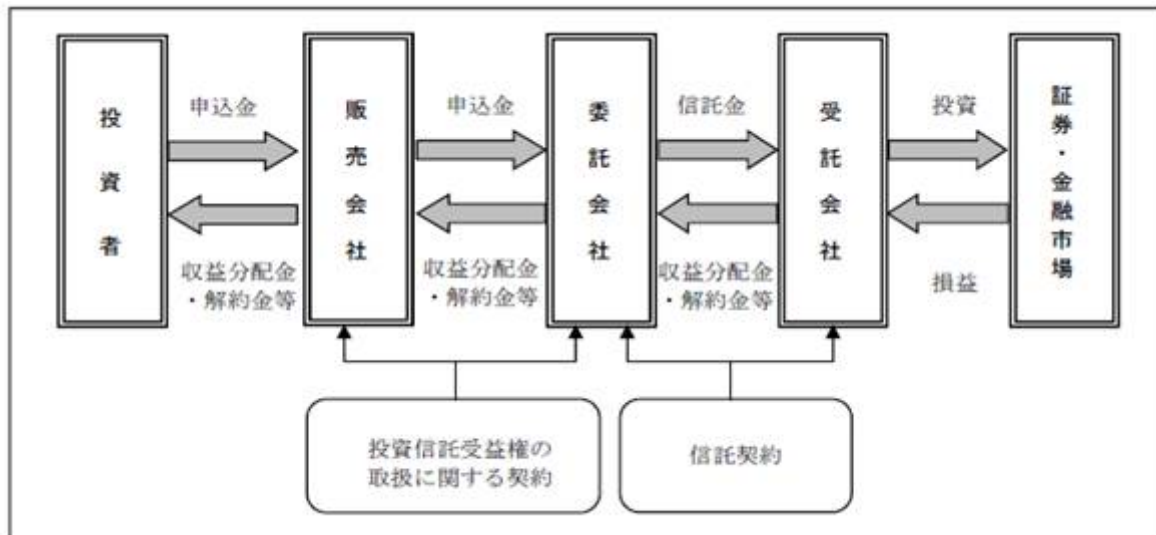 投資者
申込金
収益分配金
・解約金等
販売会社
申込金
収益分配金
・解約金等
委託会社
信託金
収益分配金
・解約金等
受託会社
投資
損益
証券・金融市場
投資信託受益権の
取扱に関する契約
信託契約